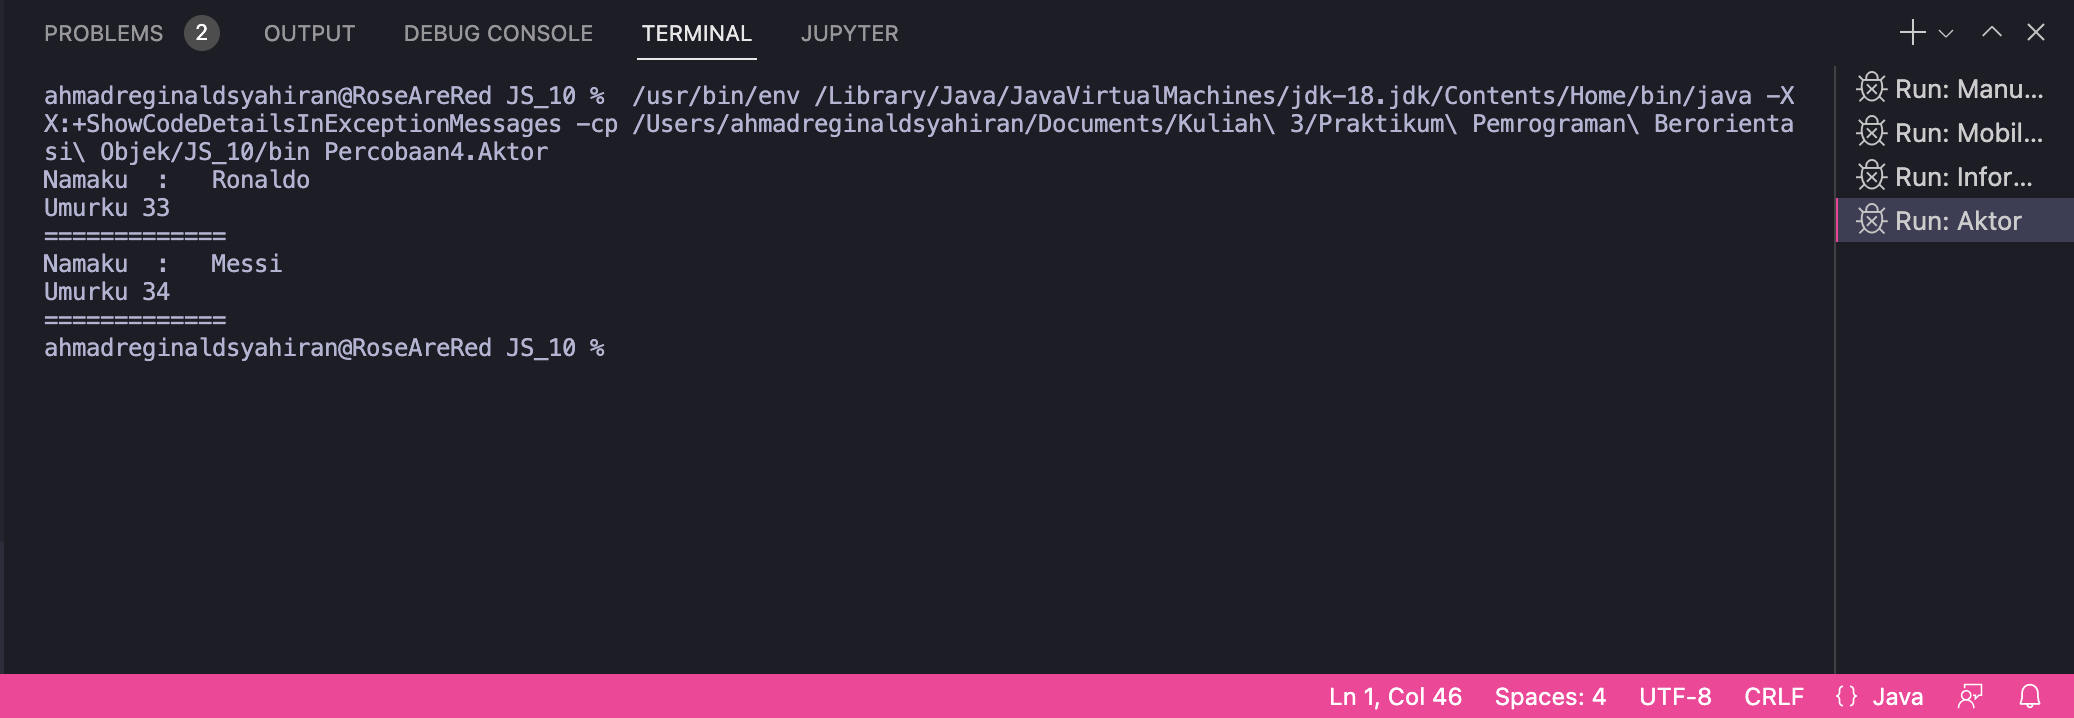 PROBLEMS 2 OUTPUT DEBUG CONSOLE TERMINAL JUPYTER
ahmadreginaldsyahiran@RoseAreRed JS_10 %  /usr/bin/env /Library/Java/JavaVirtualMachines/jdk-18.jdk/Contents/Home/bin/java -X
X:+ShowCodeDetailsInExceptionMessages -cp /Users/ahmadreginaldsyahiran/Documents/Kuliah\ 3/Praktikum\ Pemrograman\ Berorienta
si\ Objek/JS_10/bin Percobaan4.Aktor
Namaku  :   Ronaldo
Umurku 33
=============
Namaku  :   Messi
Umurku 34
=============
ahmadreginaldsyahiran@RoseAreRed JS_10 %
Run: Manu...
Run: Mobil...
Run: Infor...
Run: Aktor
Ln 1, Col 46 Spaces: 4 UTF-8 CRLF {} Java